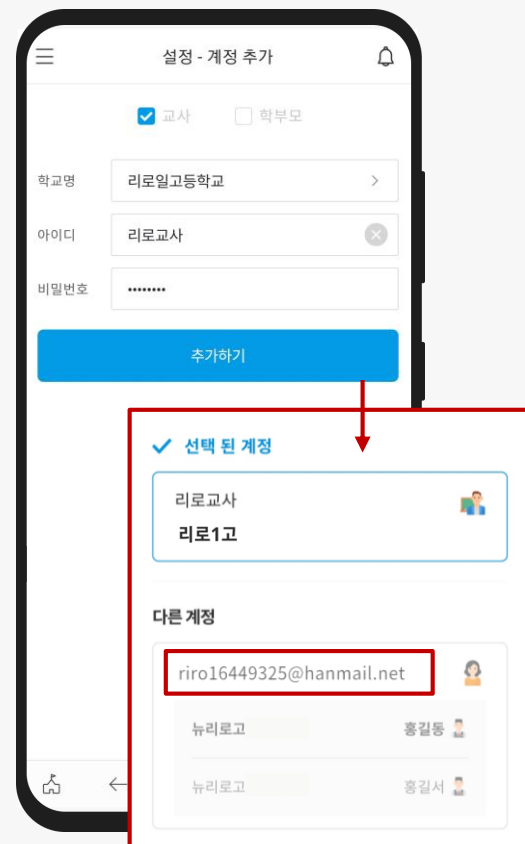 설정 - 계정 추가
교사 학부모
학교명 리로일고등학교
아이디 리로교사
비밀번호 ••••••••
추가하기
선택 된 계정
리로교사
리로1고
다른 계정
riro16449325@hanmail.net
뉴리로고 홍길동
뉴리로고 홍길서